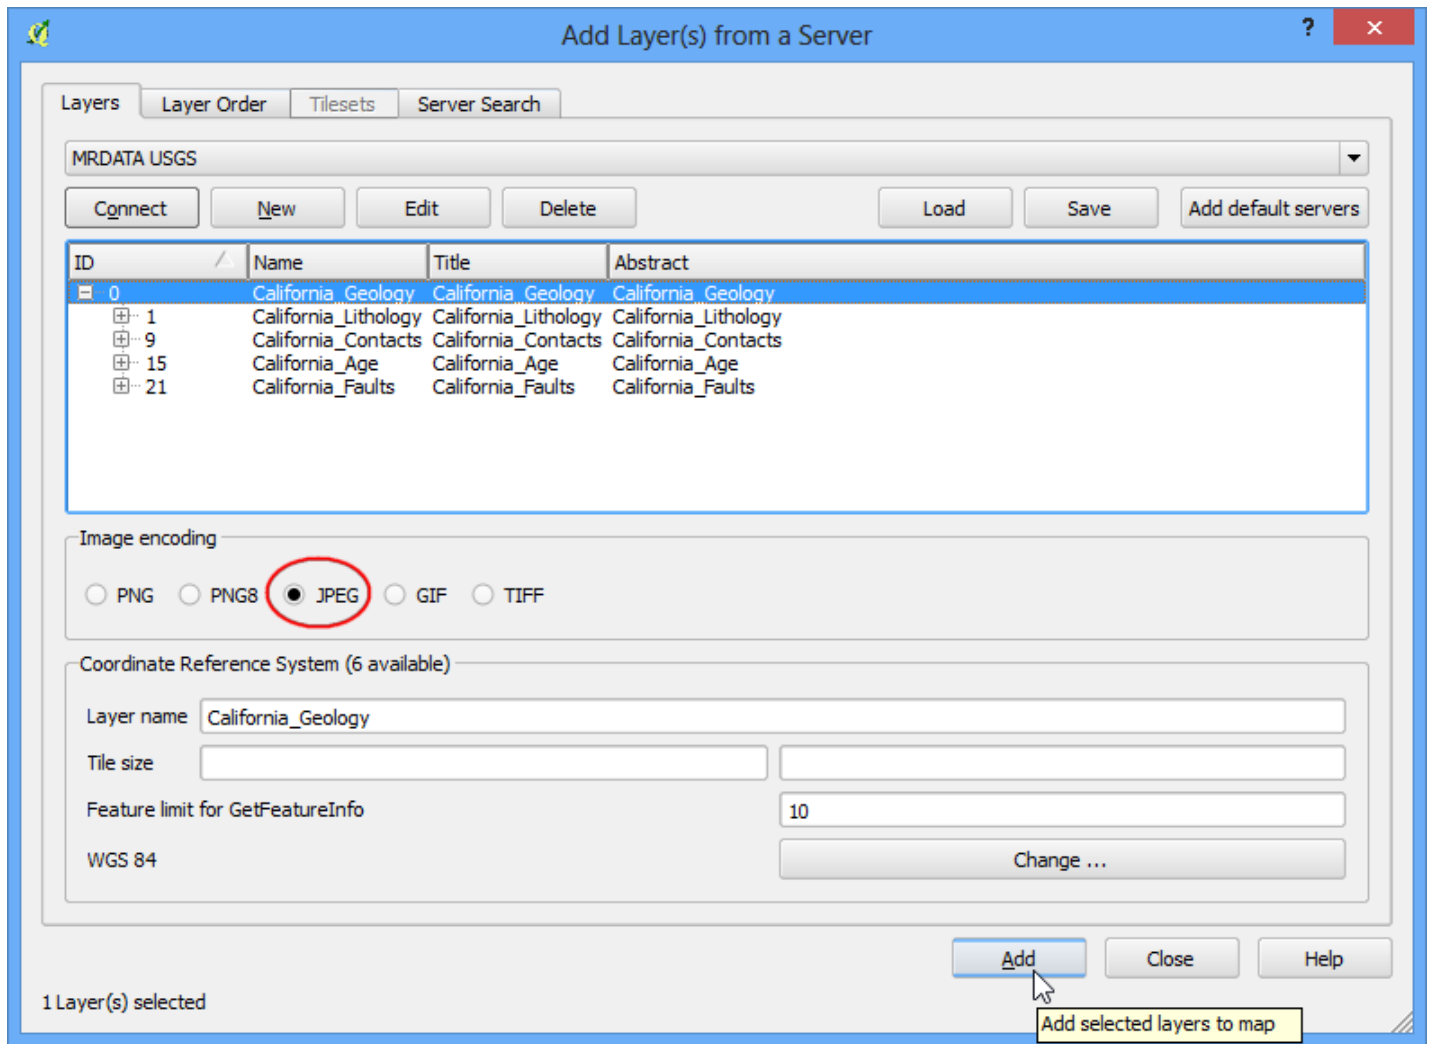 Add Layer(s) from a Server ?
Layers Layer Order Tilesets Server Search
MRDATA USGS
Connect New Edit Delete Load Save Add default servers
ID Name Title Abstract
0 California_Geology California_Geology California_Geology
1 California_Lithology California_Lithology California_Lithology
9 California_Contacts California_Contacts California_Contacts
15 California_Age California_Age California_Age
21 California_Faults California_Faults California_Faults
Image encoding
PNG PNG8 JPEG GIF TIFF
Coordinate Reference System (6 available)
Layer name California_Geology
Tile size
Feature limit for GetFeatureInfo 10
WGS 84 Change ...
Add Close Help
1 Layer(s) selected
Add selected layers to map